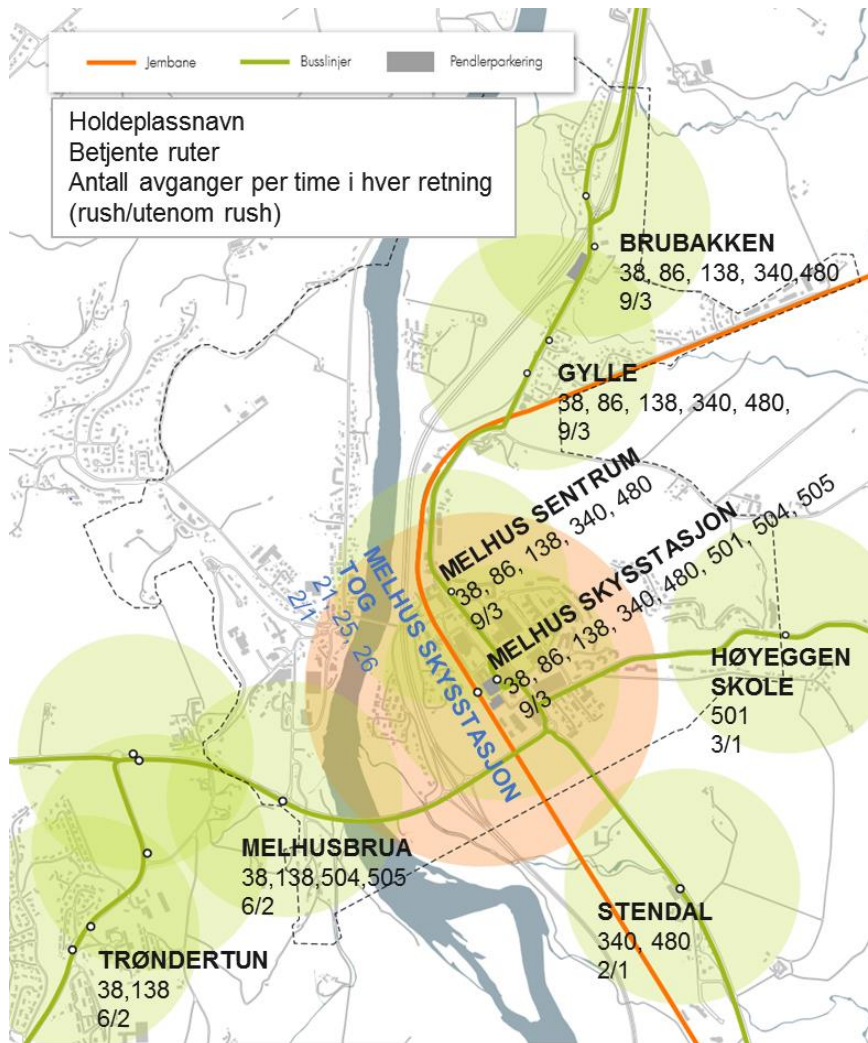 Jernbane
Busslinjer
Pendlerparkering
Holdeplassnavn
Betjente ruter
Antall avganger per time i hver retning
(rush/utenom rush)
BRUBAKKEN
38, 86, 138, 340,480
9/3
GYLLE
38, 86, 138, 340, 480,
9/3
MELHUS SENTRUM
38, 86, 138, 340, 480
9/3
MELHUS SKYSSTASJON
38, 86, 138, 340, 480, 501, 504, 505
9/3
MELHUS SKYSSTASJON
TOG
21, 25, 26
2/1
HØYEGGEN
SKOLE
501
3/1
MELHUSBRUA
38,138,504,505
6/2
STENDAL
340, 480
2/1
TRØNDERTUN
38,138
6/2